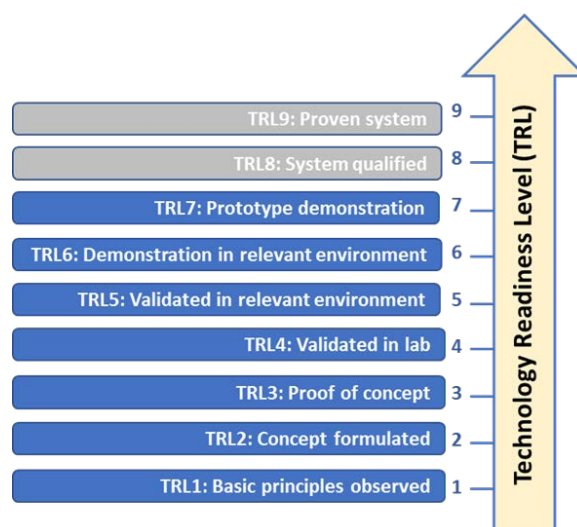 TRL9: Proven system 9
TRL8: System qualified 8
TRL7: Prototype demonstration 7
TRL6: Demonstration in relevant environment 6
TRL5: Validated in relevant environment 5
TRL4: Validated in lab 4
TRL3: Proof of concept 3
TRL2: Concept formulated 2
TRL1: Basic principles observed 1
Technology Readiness Level (TRL)